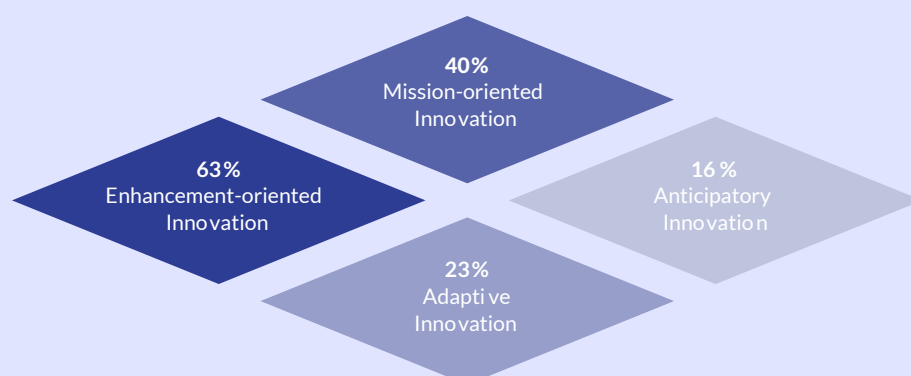 40%
Mission-oriented
Innovation
63%
Enhancement-oriented
Innovation
16 %
Anticipatory
Innovation
23%
Adaptive
Innovation